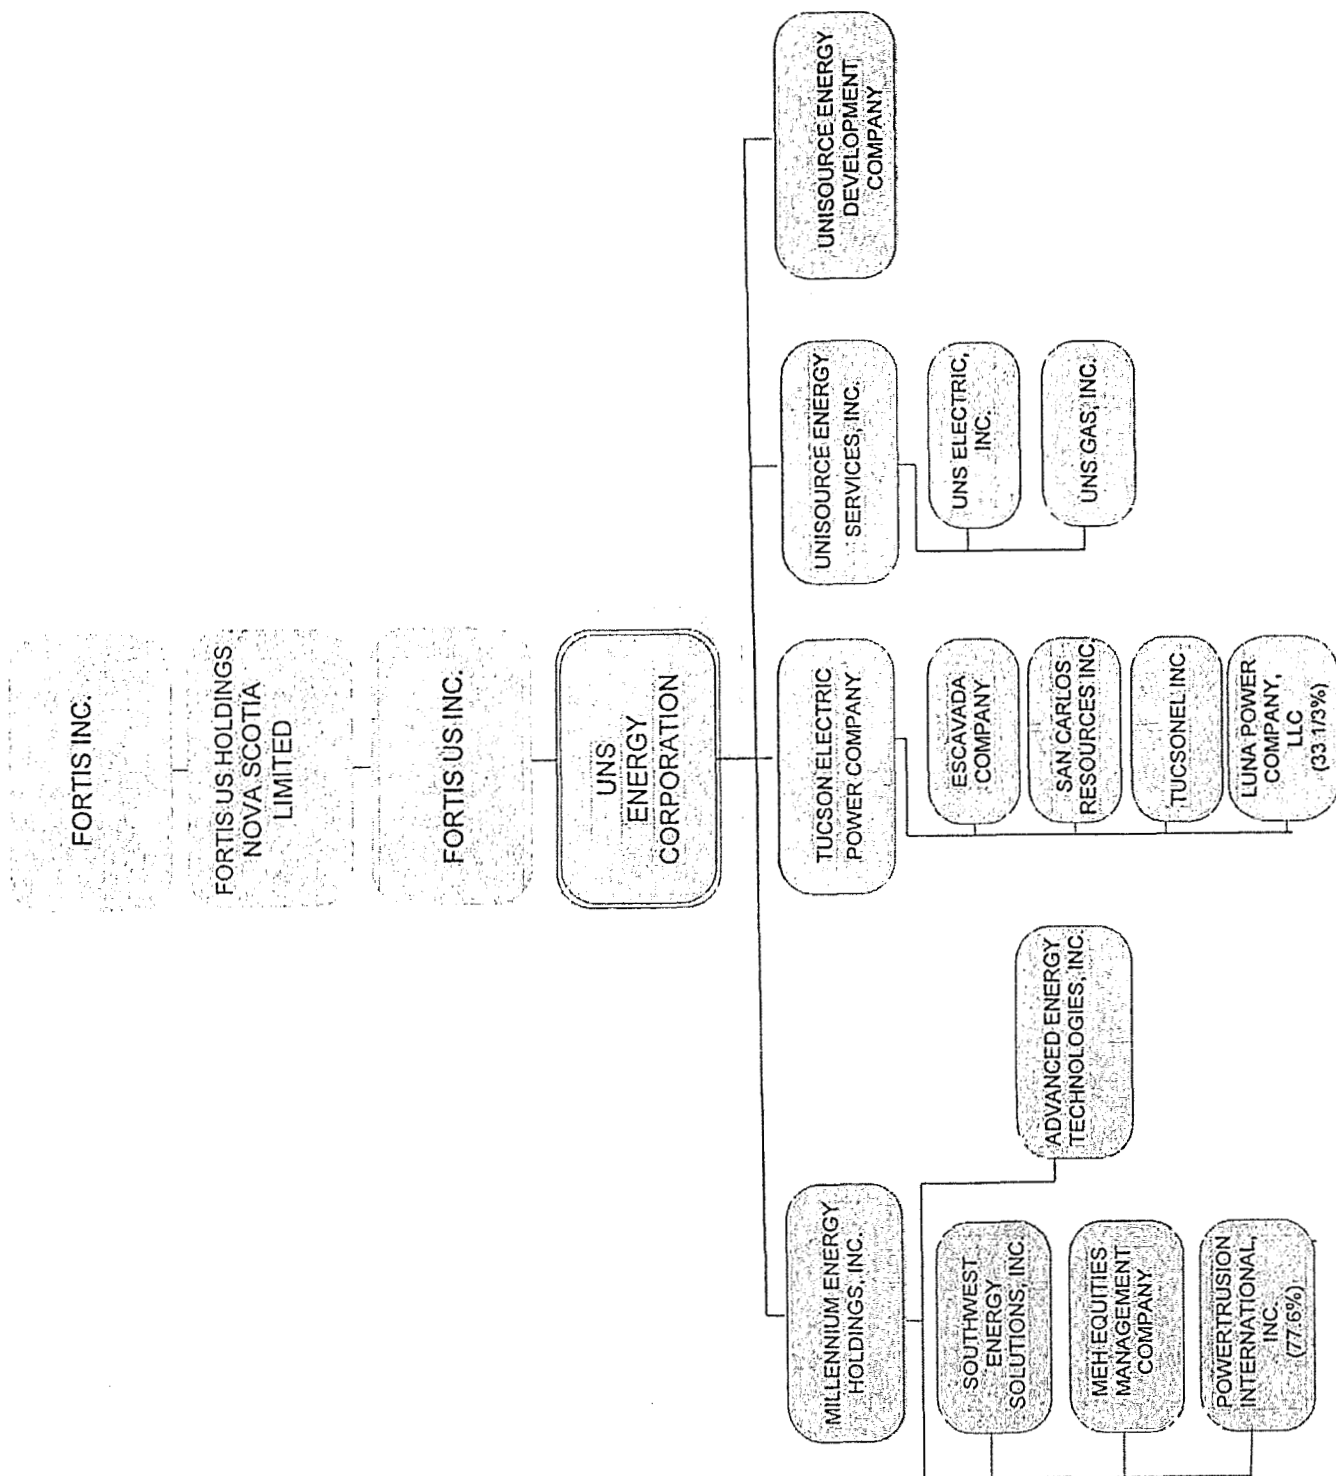 FORTIS INC.
FORTIS US HOLDINGS
NOVA SCOTIA
LIMITED
FORTIS US INC.
UNS
ENERGY
CORPORATION
MILLENNIUM ENERGY
HOLDINGS, INC.
SOUTHWEST
ENERGY
SOLUTIONS, INC.
MEH EQUITIES
MANAGEMENT
COMPANY
POWERTRUSION
INTERNATIONAL,
INC.
(77.6%)
ADVANCED ENERGY
TECHNOLOGIES, INC.
TUCSON ELECTRIC
POWER COMPANY
ESCAVADA
COMPANY
SAN CARLOS
RESOURCES INC.
TUCSONEL INC
LUNA POWER
COMPANY,
LLC
(33 1/3%)
UNISOURCE ENERGY
SERVICES, INC.
UNS ELECTRIC,
INC.
UNS GAS, INC.
UNISOURCE ENERGY
DEVELOPMENT
COMPANY